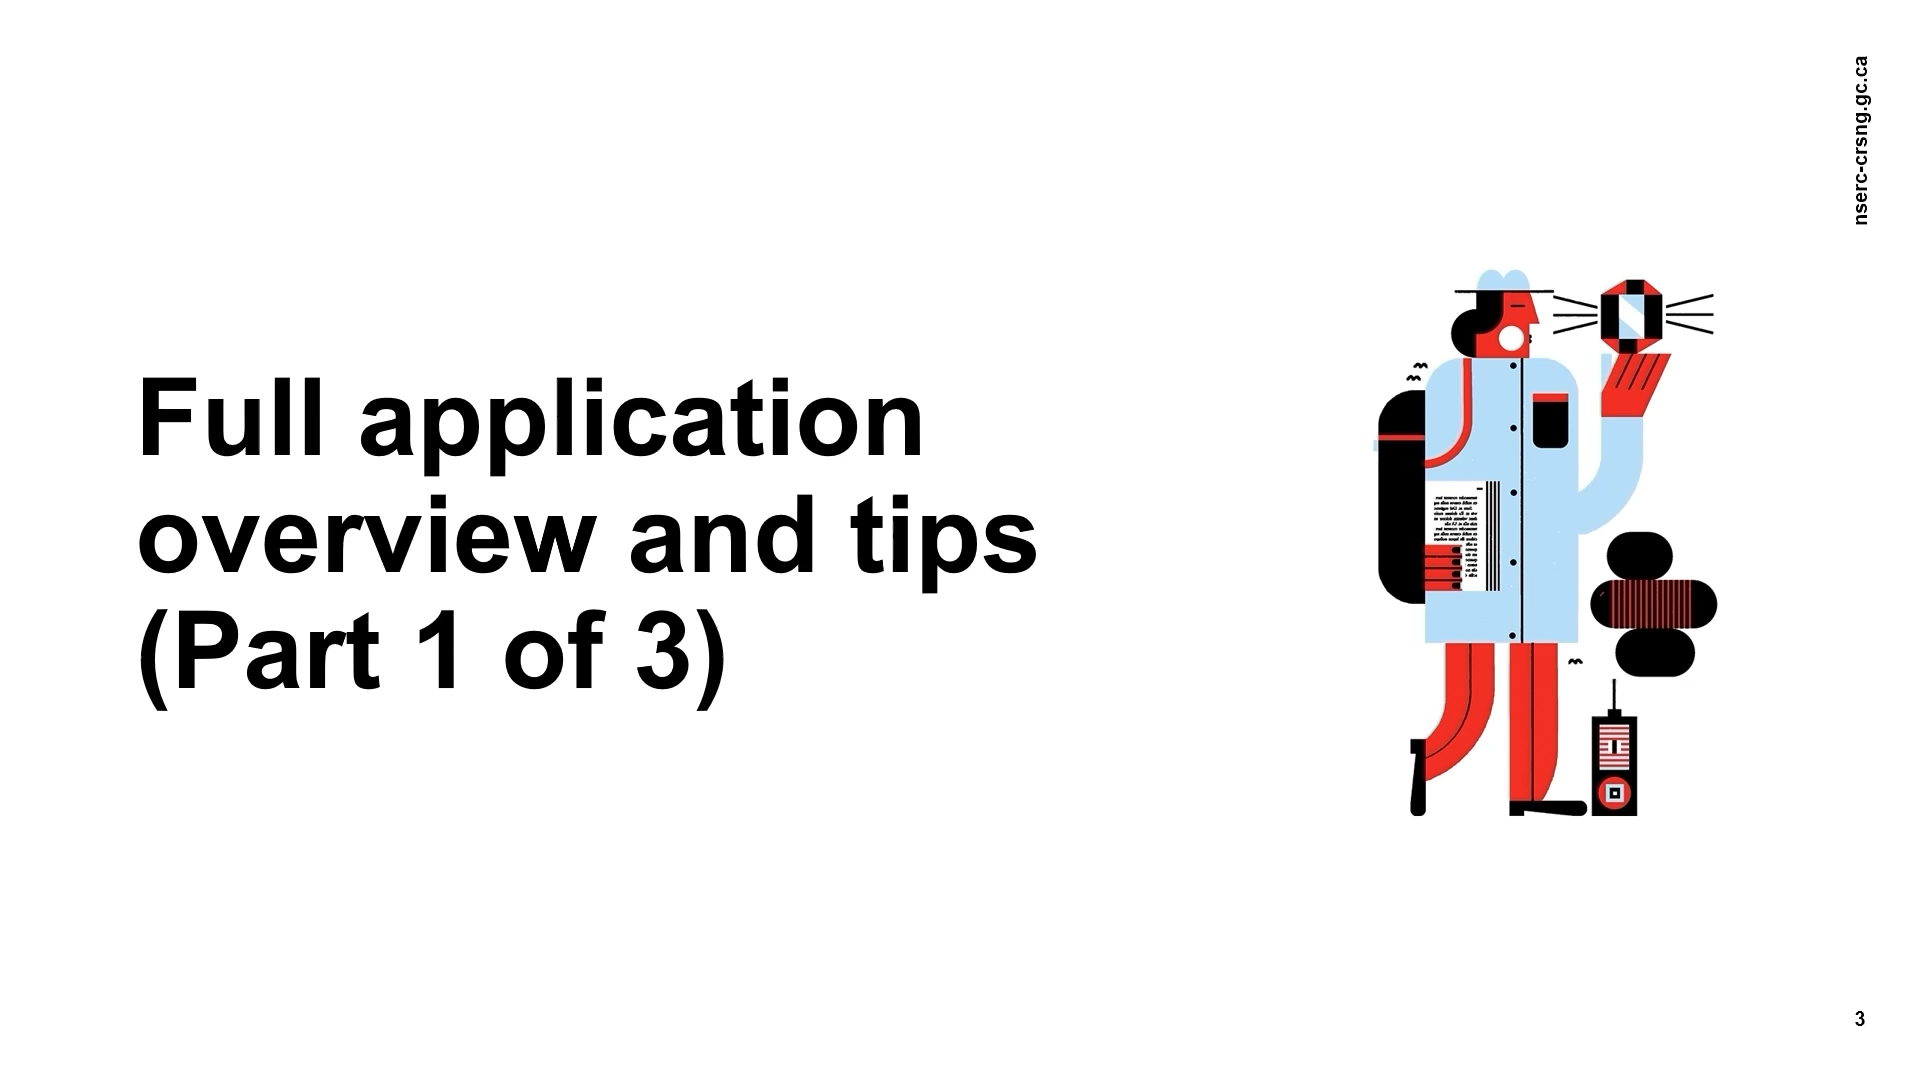 nserc-crsng.gc.ca
Full application
overview and tips
(Part 1 of 3)
3